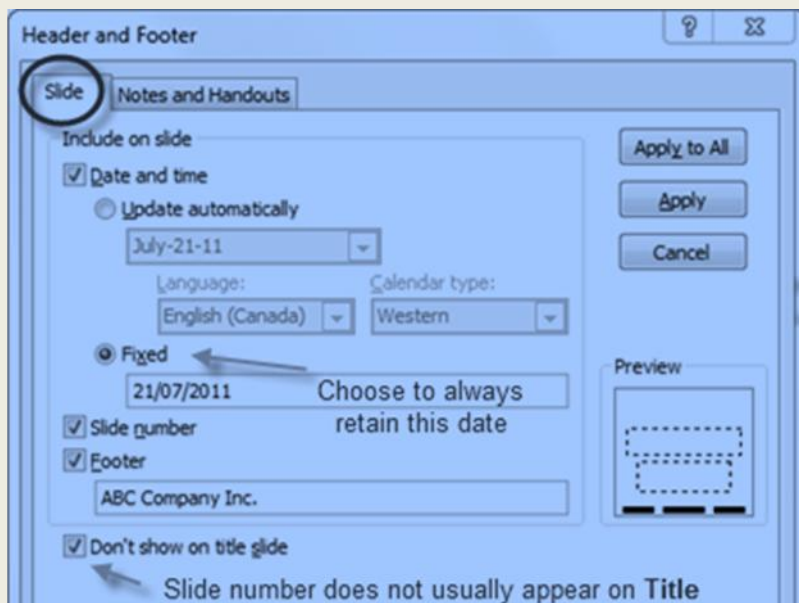 Header and Footer
Slide
Notes and Handouts
Include on slide
Date and time
Update automatically
July-21-11
Language:
Calendar type:
English (Canada)
Western
Fixed
21/07/2011
Choose to always
retain this date
Slide number
Footer
ABC Company Inc.
Don't show on title slide
Slide number does not usually appear on Title
Apply to All
Apply
Cancel
Preview